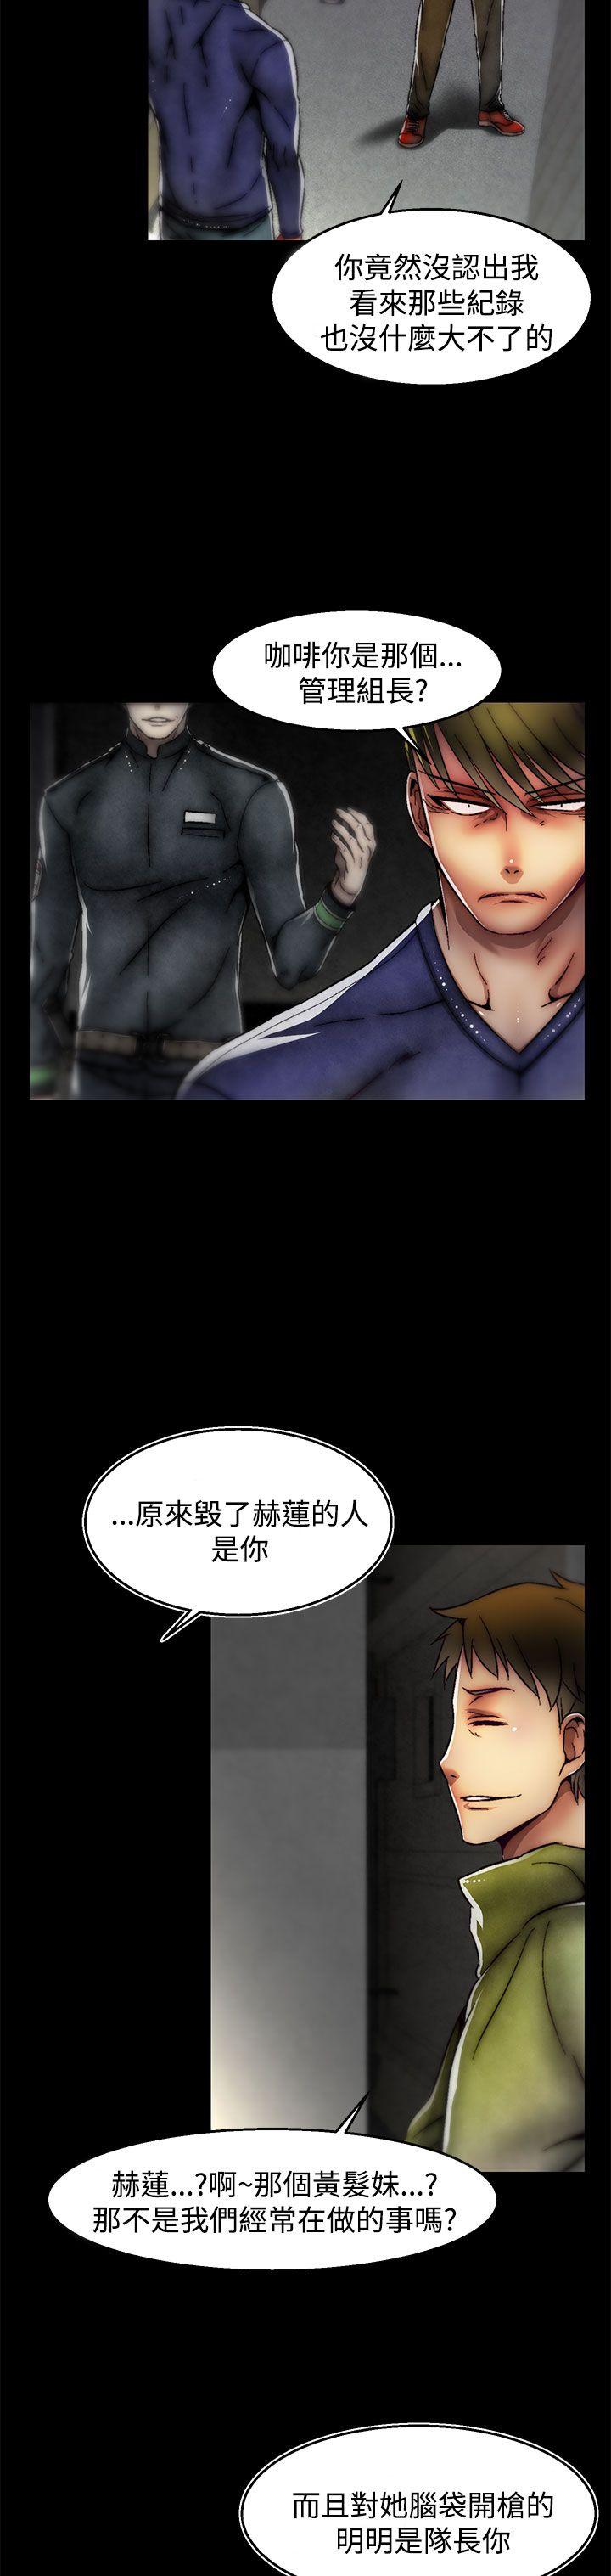 你竟然沒認出我
看來那些紀錄
也沒什麼大不了的
咖啡你是那個...
管理組長?
...原來毀了赫蓮的人
是你
赫蓮...?啊~那個黃髮妹...?
那不是我們經常在做的事嗎?
而且對她腦袋開槍的
明明是隊長你